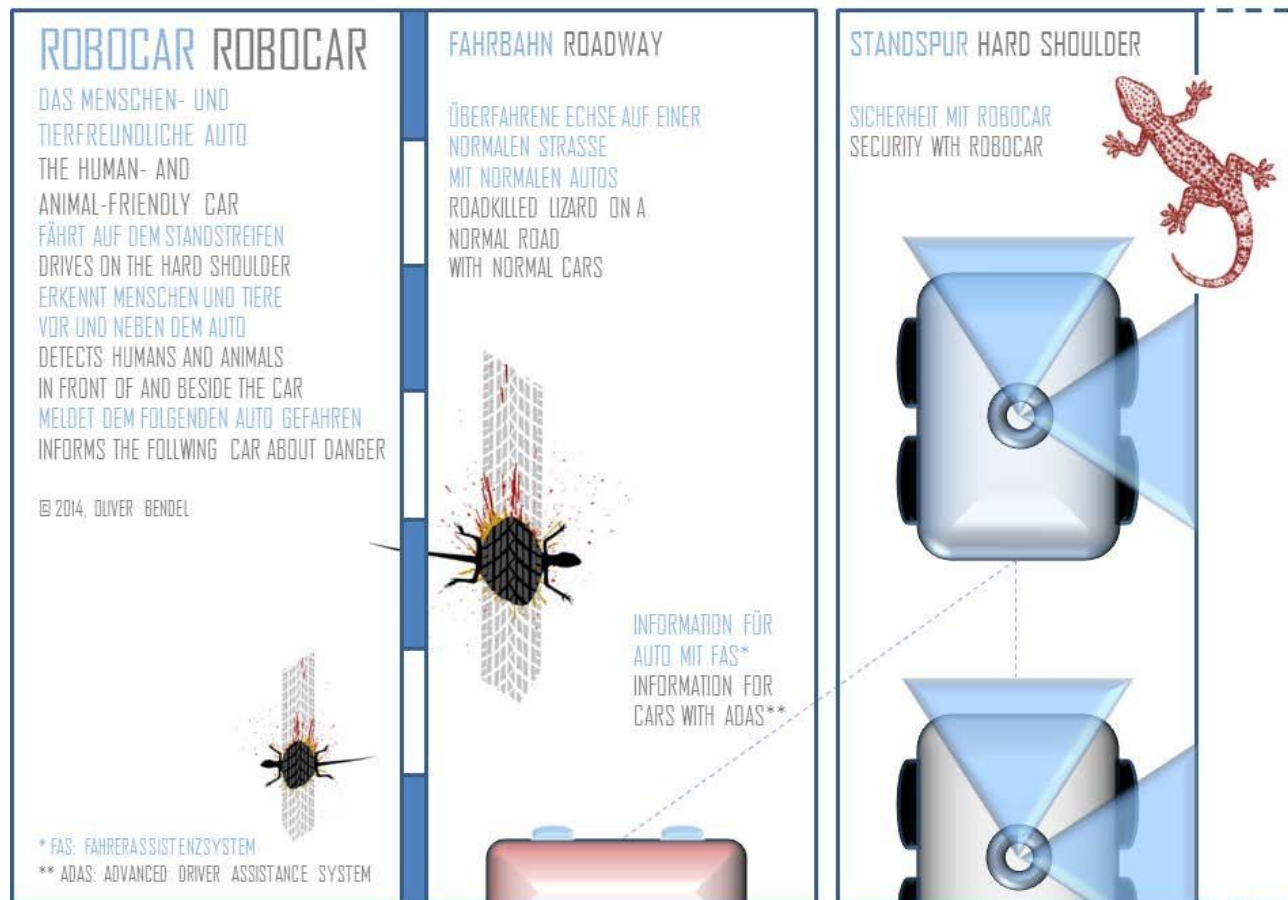 ROBOCAR ROBOCAR
DAS MENSCHEN- UND
TIERFREUNDLICHE AUTO
THE HUMAN- AND
ANIMAL-FRIENDLY CAR
FÄHRT AUF DEM STANDSTREIFEN
DRIVES ON THE HARD SHOULDER
ERKENNT MENSCHEN UND TIERE
VOR UND NEBEN DEM AUTO
DETECTS HUMANS AND ANIMALS
IN FRONT OF AND BESIDE THE CAR
MELDET DEM FOLGENDEN AUTO GEFAHREN
INFORMS THE FOLLWING CAR ABOUT DANGER
© 2014, OLIVER BENDEL
* FAS: FAHRERASSISTENZSYSTEM
** ADAS: ADVANCED DRIVER ASSISTANCE SYSTEM
FAHRBAHN ROADWAY
ÜBERFAHRENE ECHSE AUF EINER
NORMALEN STRASSE
MIT NORMALEN AUTOS
ROADKILLED LIZARD ON A
NORMAL ROAD
WITH NORMAL CARS
INFORMATION FÜR
AUTO MIT FAS*
INFORMATION FOR
CARS WITH ADAS**
STANDSPUR HARD SHOULDER
SICHERHEIT MIT ROBOCAR
SECURITY WTH ROBOCAR